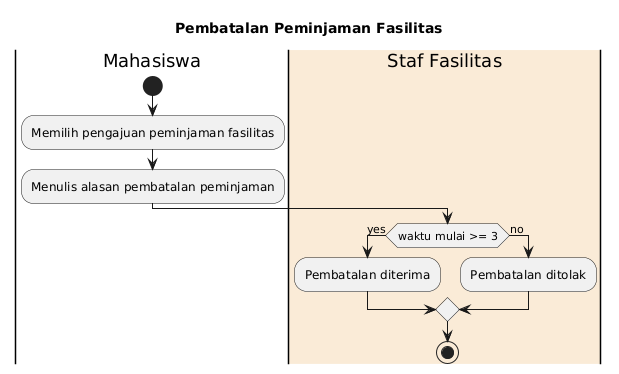 Pembatalan Peminjaman Fasilitas
Mahasiswa
Staf Fasilitas
Memilih pengajuan peminjaman fasilitas
Menulis alasan pembatalan peminjaman
waktu mulai >= 3
yes
no
Pembatalan diterima
Pembatalan ditolak